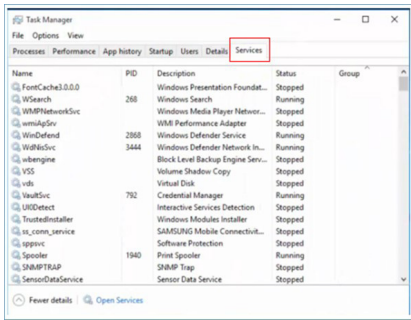 Task Manager
File Options View
Processes Performance App history Startup Users Details Services
Name PID Description Status Group
FontCache3.0.0.0 Windows Presentation Foundat... Stopped
WSearch 268 Windows Search Running
WMPNetworkSvc Windows Media Player Networ... Stopped
wmiApSrv WMI Performance Adapter Stopped
WinDefend 2868 Windows Defender Service Running
WdNisSvc 3444 Windows Defender Network In... Running
wbengine Block Level Backup Engine Serv... Stopped
VSS Volume Shadow Copy Stopped
vds Virtual Disk Stopped
VaultSvc 792 Credential Manager Running
UI0Detect Interactive Services Detection Stopped
TrustedInstaller Windows Modules Installer Stopped
ss_conn_service SAMSUNG Mobile Connectivit... Stopped
sppsvc Software Protection Stopped
Spooler 1940 Print Spooler Running
SNMPTRAP SNMP Trap Stopped
SensorDataService Sensor Data Service Stopped
Fewer details Open Services